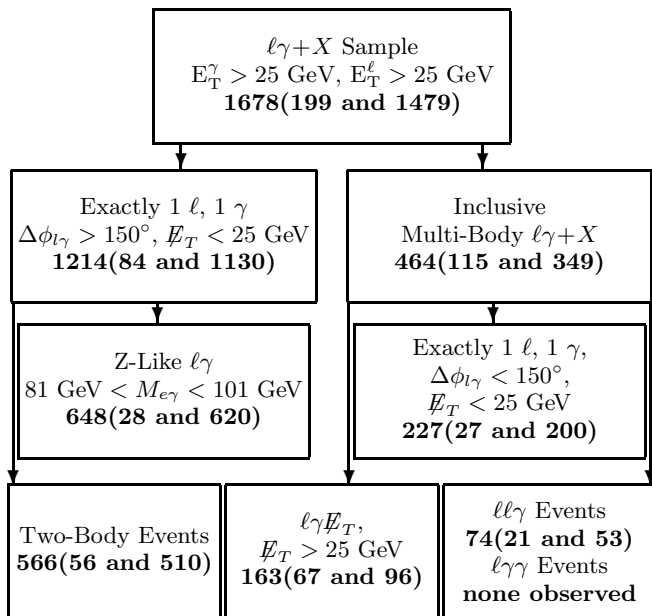 ℓγ+X Sample
E_T^γ > 25 GeV, E_T^ℓ > 25 GeV
1678(199 and 1479)
Exactly 1 ℓ, 1 γ
Δϕ_lγ > 150°, E̸_T < 25 GeV
1214(84 and 1130)
Inclusive
Multi-Body ℓγ+X
464(115 and 349)
Z-Like ℓγ
81 GeV < M_eγ < 101 GeV
648(28 and 620)
Exactly 1 ℓ, 1 γ,
Δϕ_lγ < 150°,
E̸_T < 25 GeV
227(27 and 200)
Two-Body Events
566(56 and 510)
ℓγE̸_T,
E̸_T > 25 GeV
163(67 and 96)
ℓℓγ Events
74(21 and 53)
ℓγγ Events
none observed